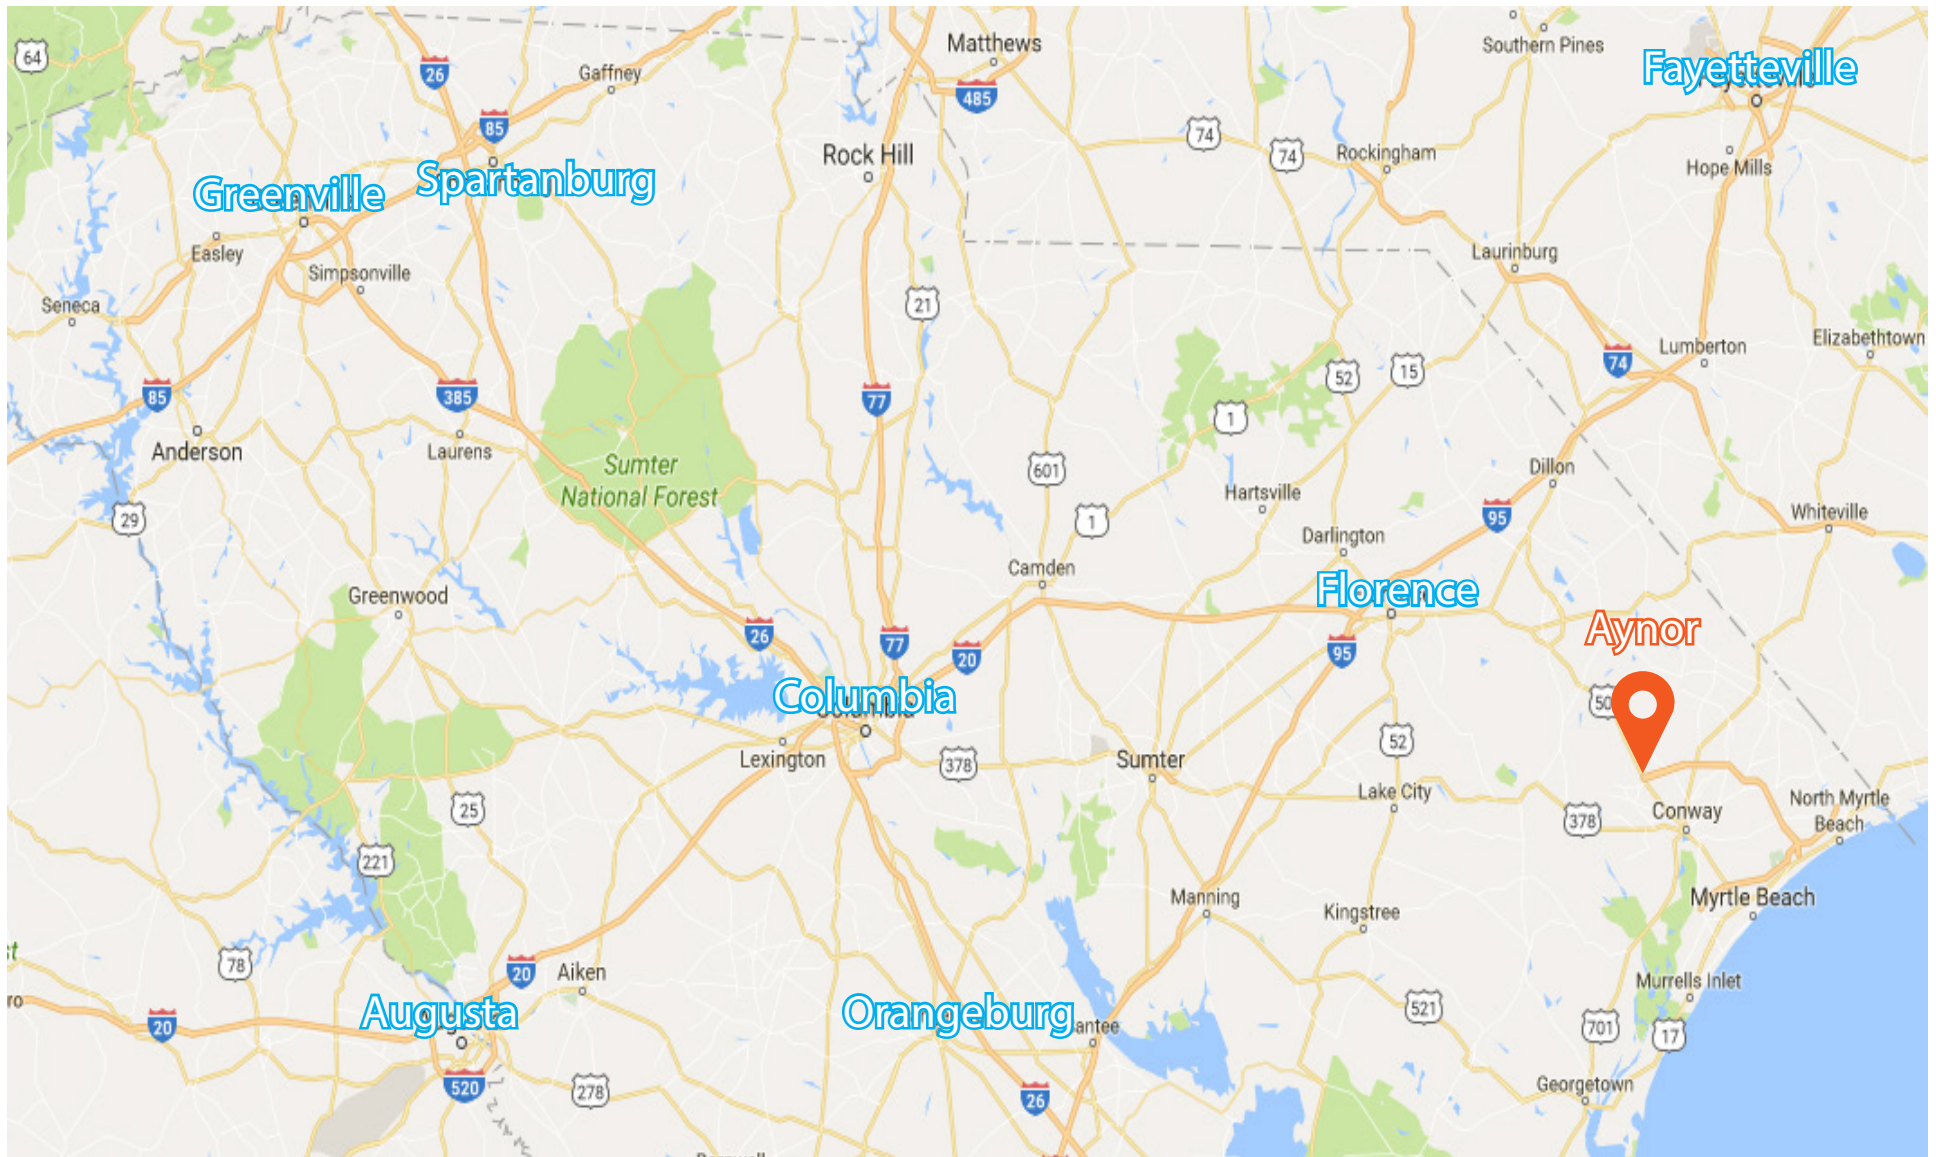 64
26
Gaffney
Matthews
485
Southern Pines
Fayetteville
85
74
74
Rockingham
Hope Mills
Rock Hill
Spartanburg
Greenville
Easley
Simpsonville
Seneca
Laurinburg
21
Lumberton
Elizabethtown
74
52
15
85
385
77
1
Anderson
Laurens
Sumter
National Forest
601
Dillon
Hartsville
29
1
95
Whiteville
Darlington
Camden
Florence
Greenwood
26
77
20
95
Aynor
Columbia
50
52
Lexington
378
Sumter
Lake City
North Myrtle
Beach
25
378
Conway
221
Manning
Kingstree
Myrtle Beach
78
20
Aiken
Murrells Inlet
20
Augusta
Orangeburg
antee
521
701
17
520
278
26
Georgetown